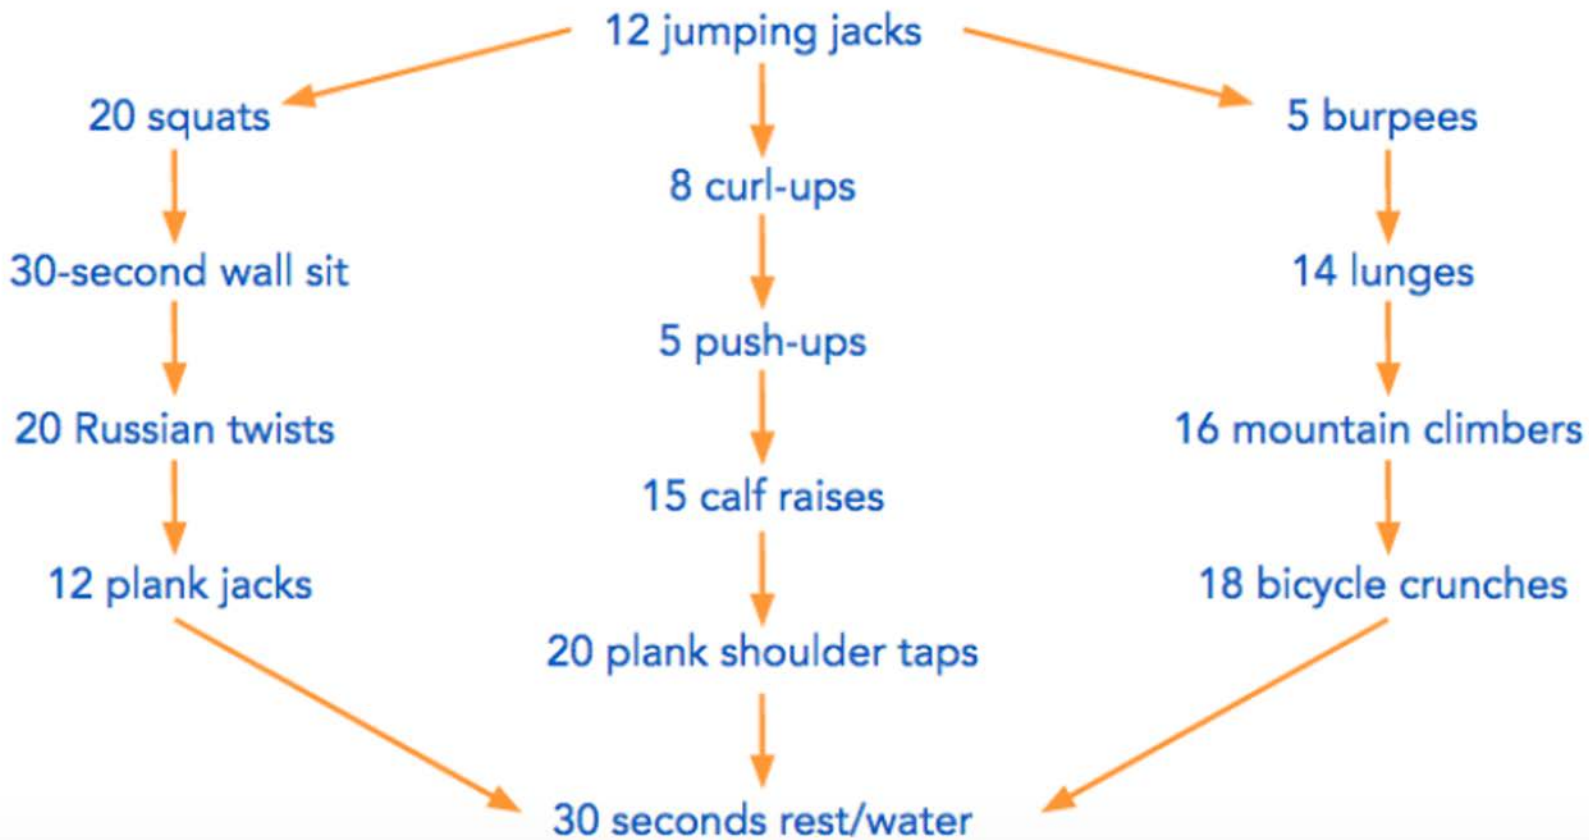 12 jumping jacks
20 squats
5 burpees
8 curl-ups
30-second wall sit
14 lunges
5 push-ups
20 Russian twists
16 mountain climbers
15 calf raises
12 plank jacks
18 bicycle crunches
20 plank shoulder taps
30 seconds rest/water